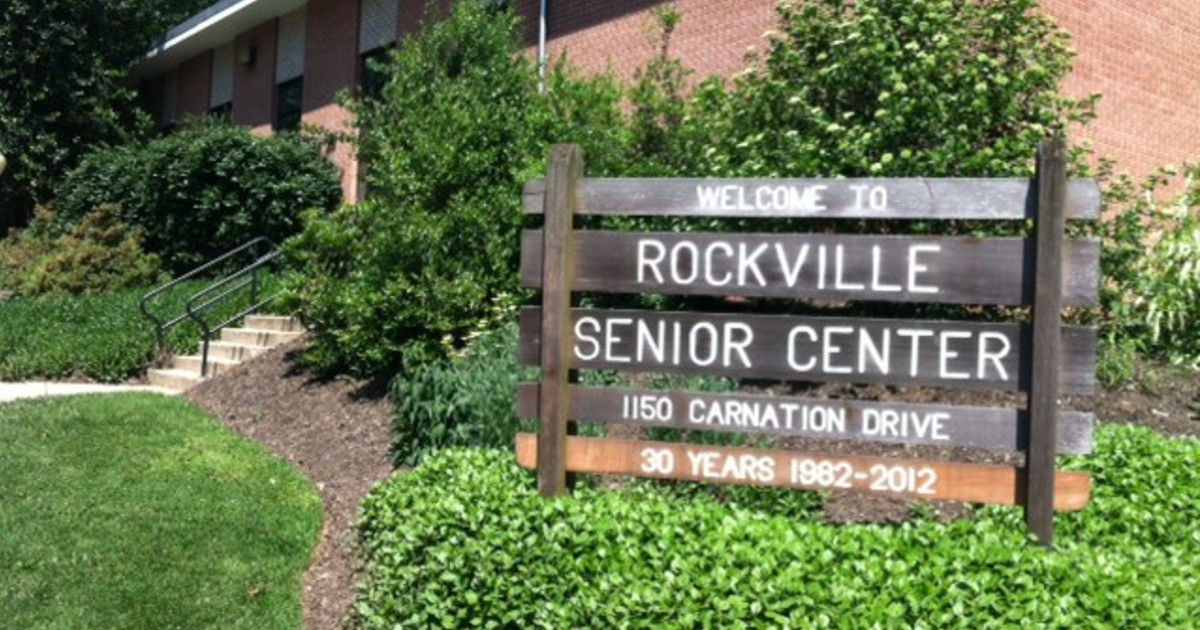 WELCOME TO
ROCKVILLE
SENIOR CENTER
1150 CARNATION DRIVE
30 YEARS 1982-2012